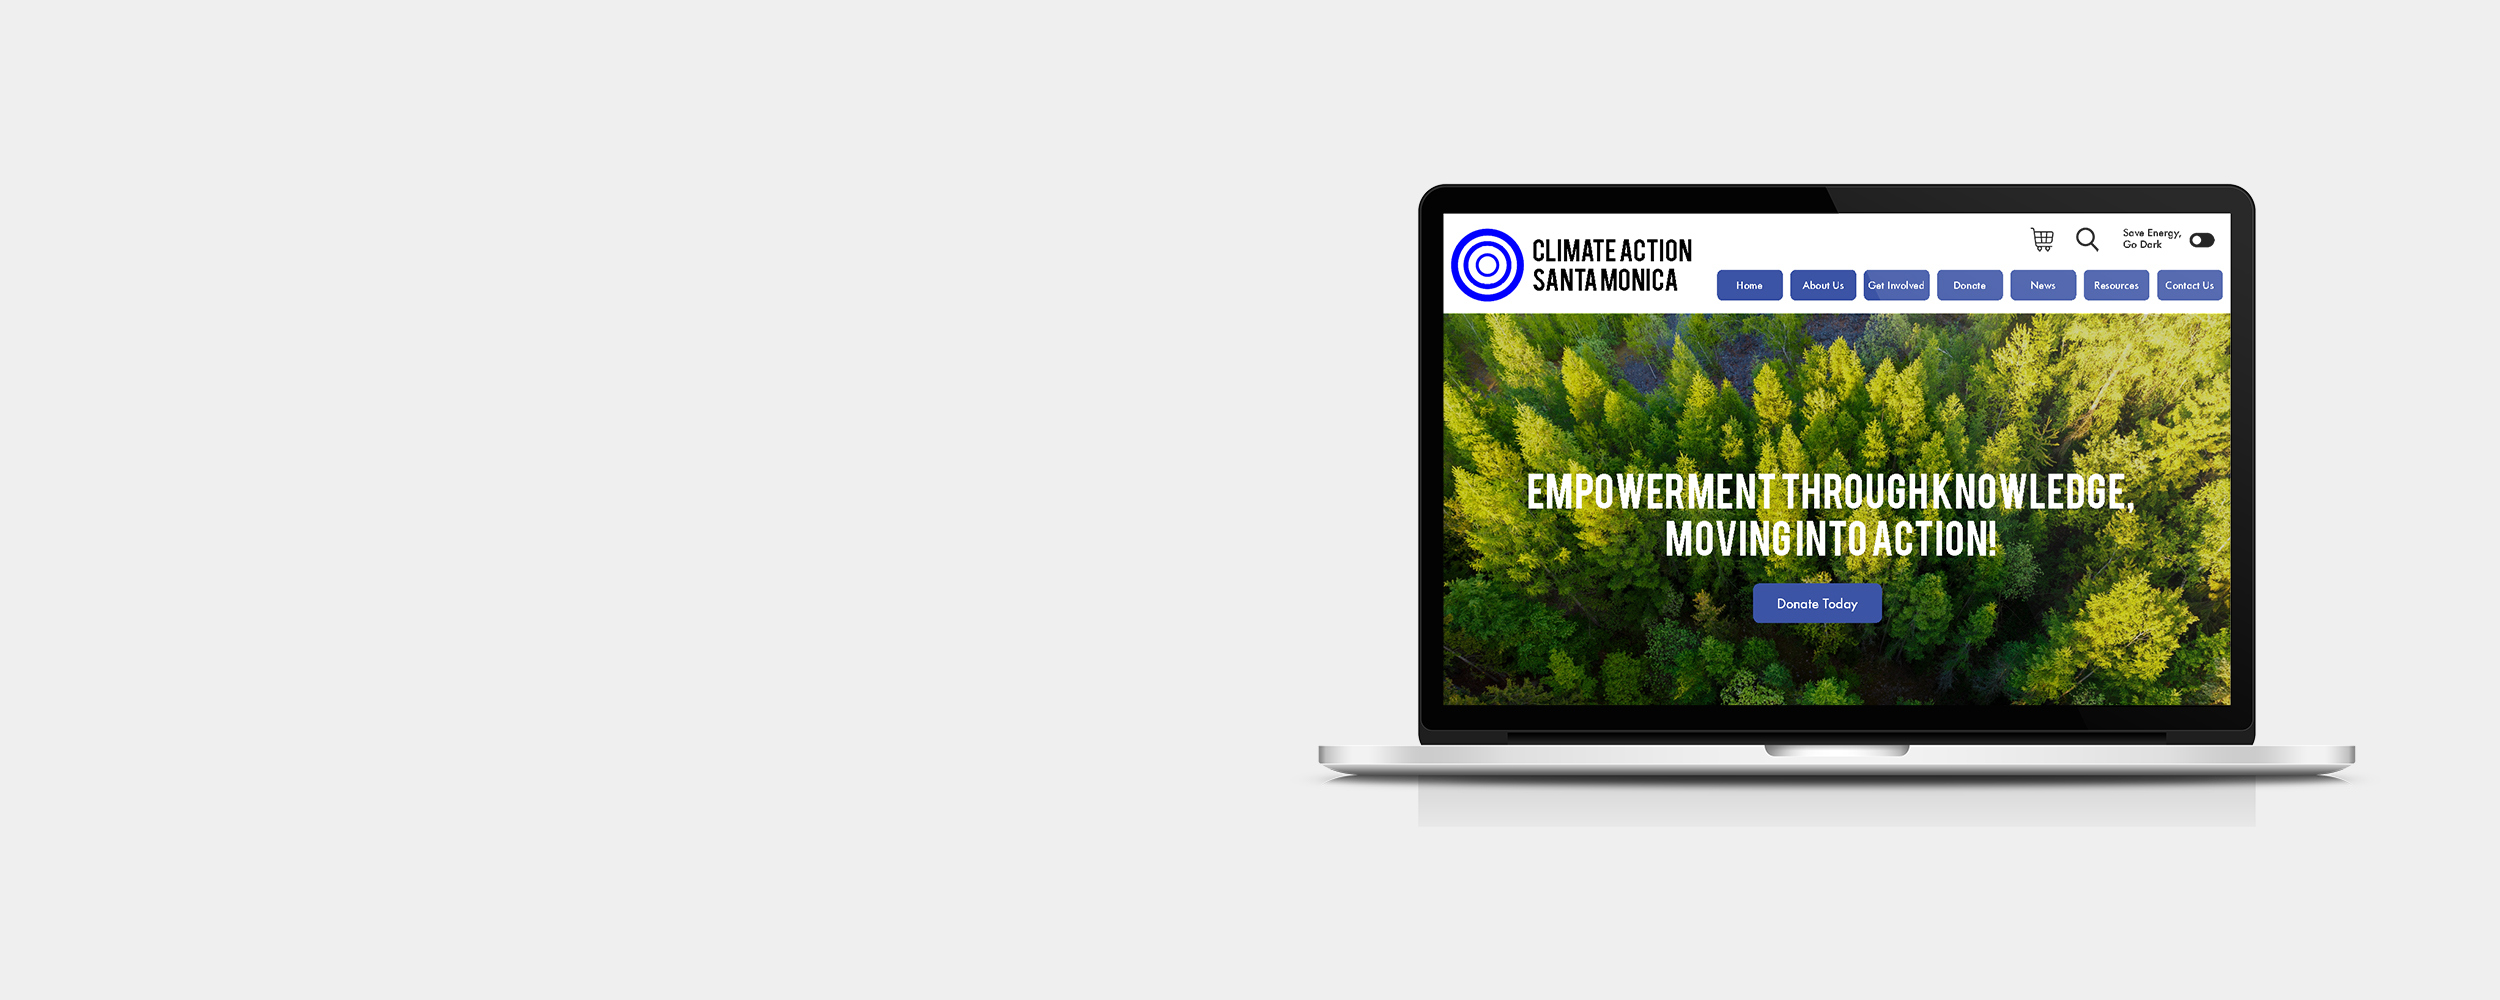 CLIMATE ACTION
SANTA MONICA
Save Energy,
Go Dark
Home
About Us
Get Involved
Donate
News
Resources
Contact Us
EMPOWERMENT THROUGH KNOWLEDGE,
MOVING INTO ACTION!
Donate Today